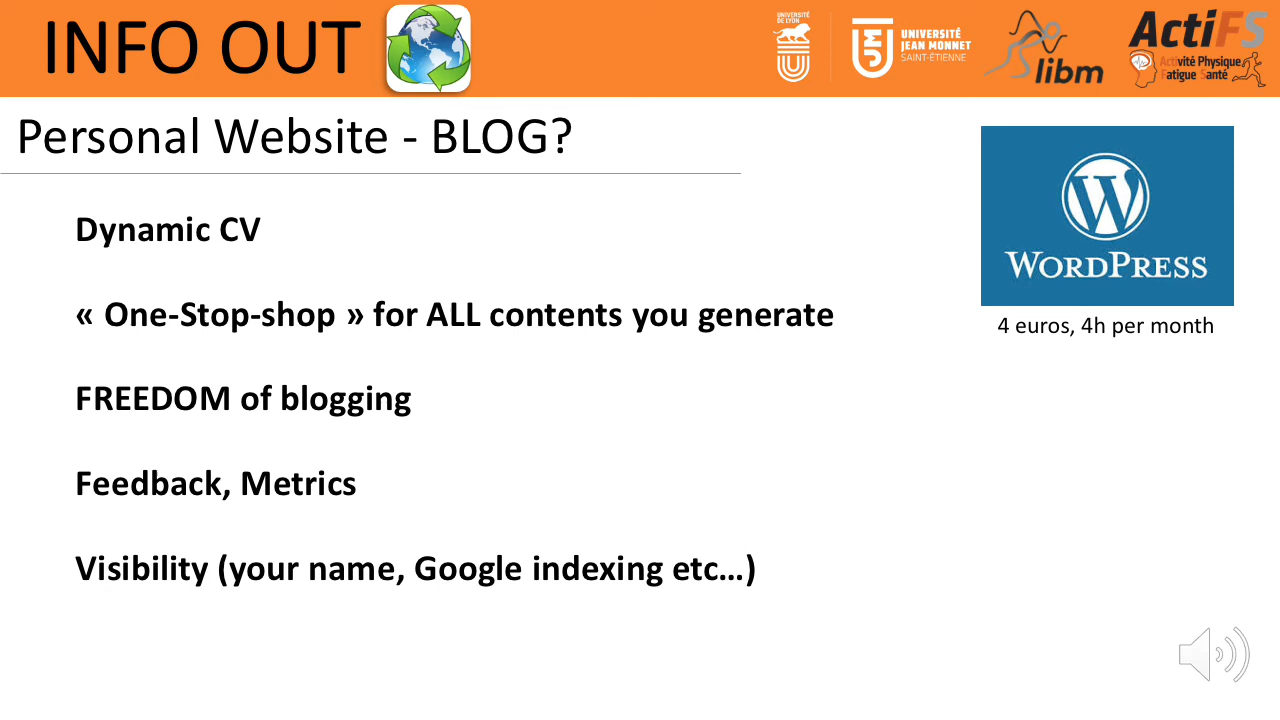 INFO OUT
UNIVERSITÉ
DE LYON
UNIVERSITÉ
JEAN MONNET
SAINT-ÉTIENNE
libm
ActiFS
Activité Physique
Fatigue Santé
Personal Website - BLOG?
WORDPRESS
4 euros, 4h per month
Dynamic CV
« One-Stop-shop » for ALL contents you generate
FREEDOM of blogging
Feedback, Metrics
Visibility (your name, Google indexing etc…)